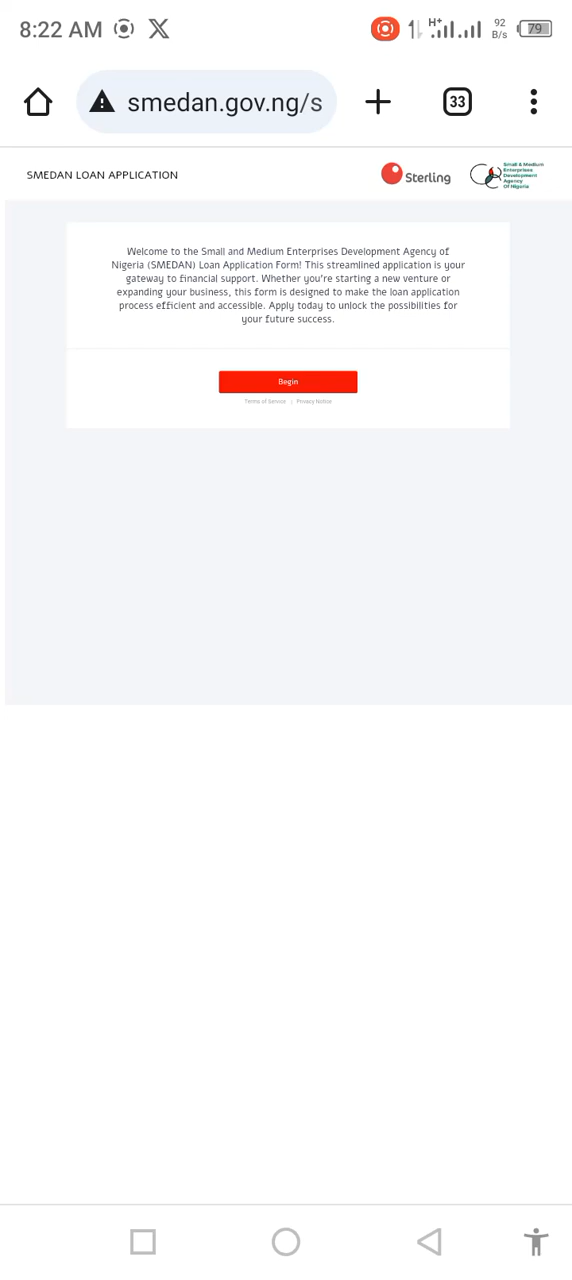 8:22 AM
H+
92
B/s
79
smedan.gov.ng/s
33
SMEDAN LOAN APPLICATION
Sterling
Small & Medium
Enterprises
Development
Agency
Of Nigeria
Welcome to the Small and Medium Enterprises Development Agency of
Nigeria (SMEDAN) Loan Application Form! This streamlined application is your
gateway to financial support. Whether you're starting a new venture or
expanding your business, this form is designed to make the loan application
process efficient and accessible. Apply today to unlock the possibilities for
your future success.
Begin
Terms of Service | Privacy Notice